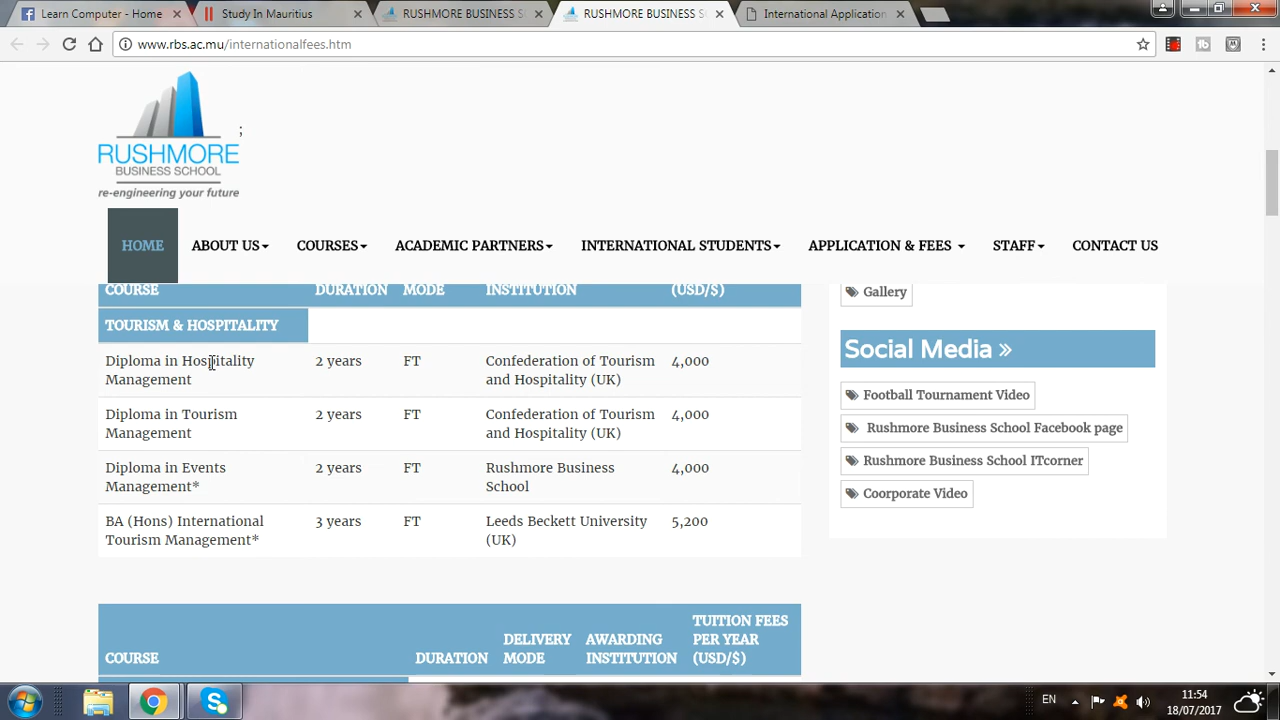 Learn Computer - Home
Study In Mauritius
RUSHMORE BUSINESS S
RUSHMORE BUSINESS S
International Application
www.rbs.ac.mu/internationalfees.htm
;
RUSHMORE
BUSINESS SCHOOL
re-engineering your future
HOME ABOUT US COURSES ACADEMIC PARTNERS INTERNATIONAL STUDENTS APPLICATION & FEES STAFF CONTACT US
COURSE DURATION MODE INSTITUTION (USD/$)
TOURISM & HOSPITALITY
Diploma in Hospitality 2 years FT Confederation of Tourism 4,000
Management and Hospitality (UK)
Diploma in Tourism 2 years FT Confederation of Tourism 4,000
Management and Hospitality (UK)
Diploma in Events 2 years FT Rushmore Business 4,000
Management* School
BA (Hons) International 3 years FT Leeds Beckett University 5,200
Tourism Management* (UK)
TUITION FEES
DELIVERY AWARDING PER YEAR
COURSE DURATION MODE INSTITUTION (USD/$)
Gallery
Social Media »
Football Tournament Video
Rushmore Business School Facebook page
Rushmore Business School ITcorner
Coorporate Video
EN
11:54
18/07/2017